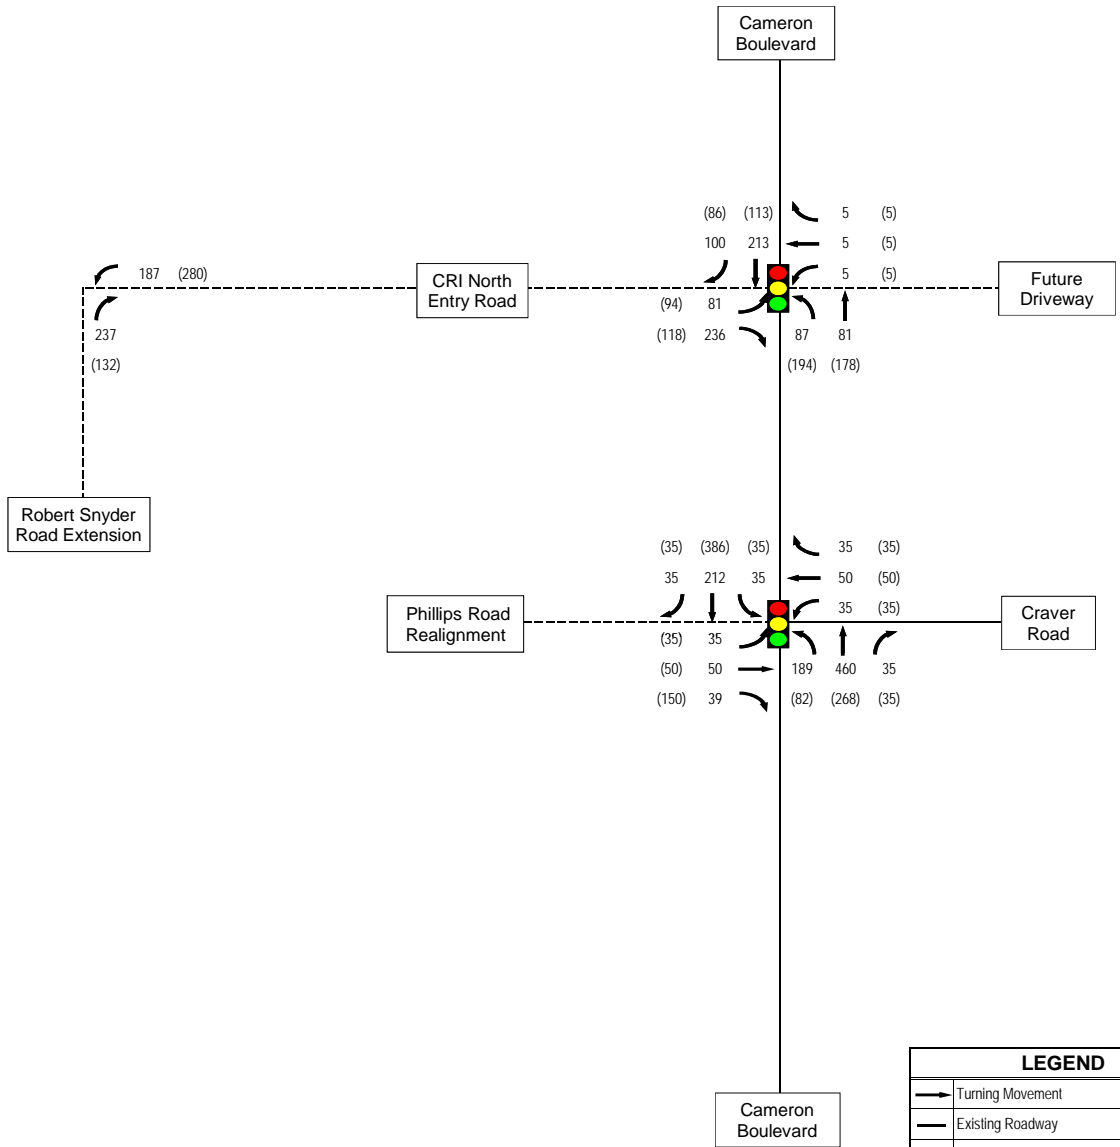 Cameron
Boulevard
(86) (113) 5 (5)
100 213 5 (5)
187 (280)
CRI North
Entry Road
5 (5)
Future
Driveway
(94) 81
(118) 236 87 81
237
(132)
(194) (178)
Robert Snyder
Road Extension
(35) (386) (35) 35 (35)
35 212 35 50 (50)
35 (35)
Phillips Road
Realignment
Craver
Road
(35) 35
(50) 50 189 460 35
(150) 39 (82) (268) (35)
LEGEND
Turning Movement
Existing Roadway
Cameron
Boulevard